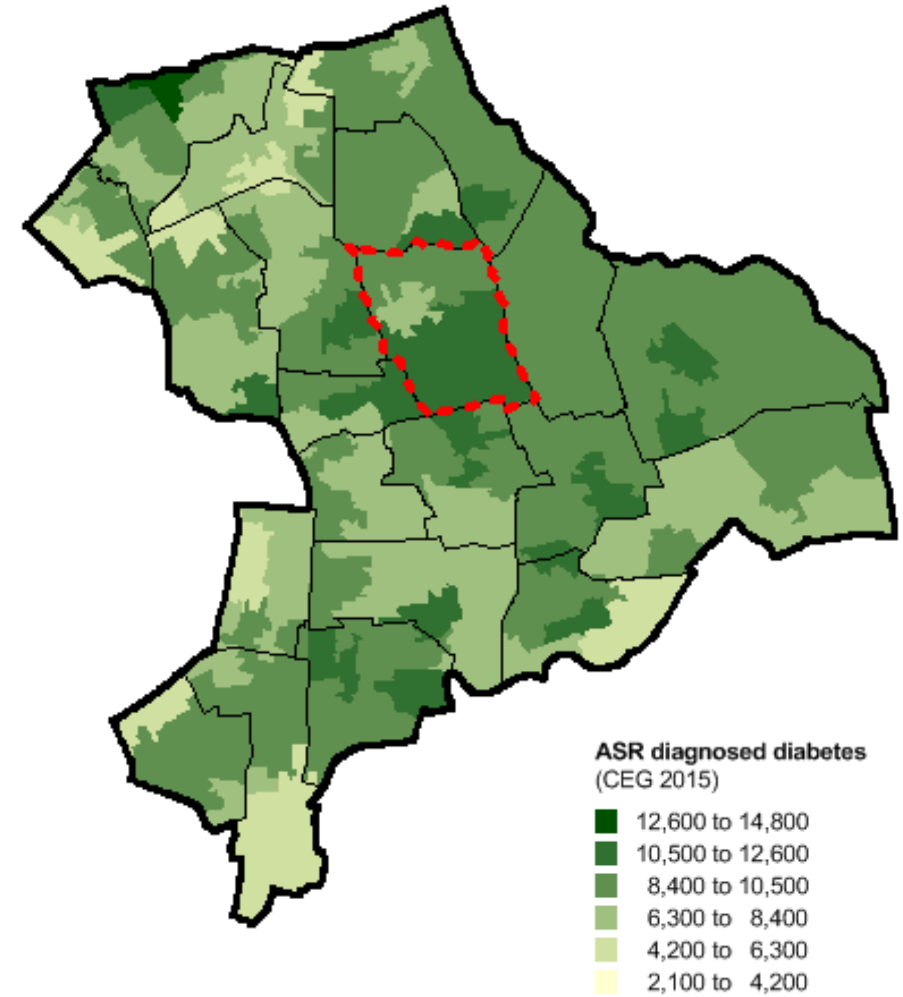 ASR diagnosed diabetes
(CEG 2015)
12,600 to 14,800
10,500 to 12,600
8,400 to 10,500
6,300 to 8,400
4,200 to 6,300
2,100 to 4,200